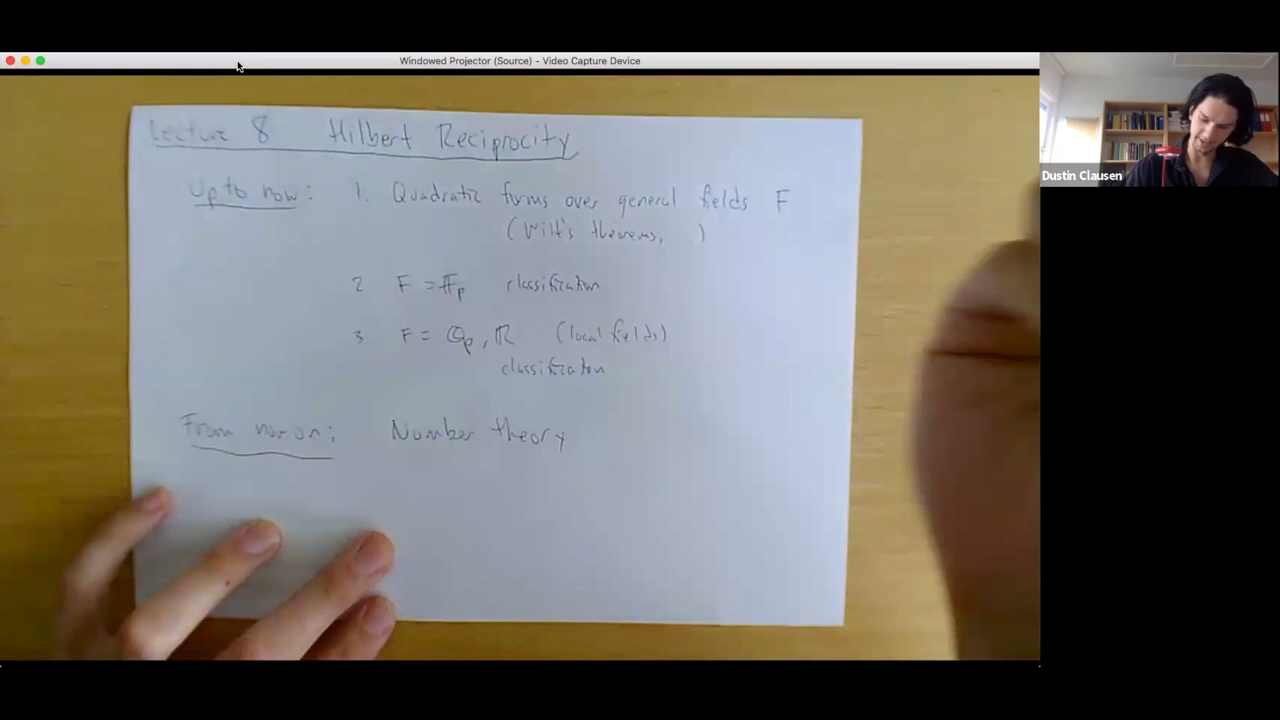 Windowed Projector (Source) - Video Capture Device
Dustin Clausen
Lecture 8 Hilbert Reciprocity
Up to now: 1. Quadratic forms over general fields F
(Witt's theorems, )
2 F = 𝔽p classification
3 F = ℚp, ℝ (local fields)
classification
From now on: Number theory